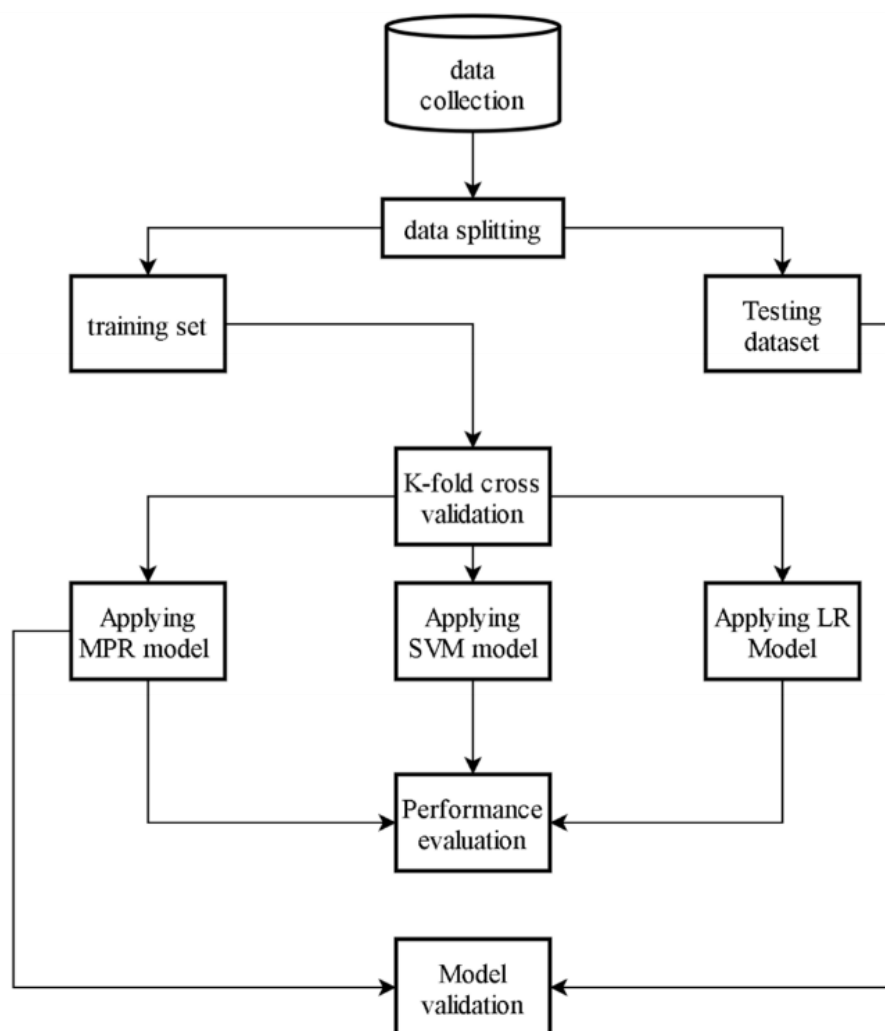 data
collection
data splitting
training set
Testing
dataset
K-fold cross
validation
Applying
MPR model
Applying
SVM model
Applying LR
Model
Performance
evaluation
Model
validation